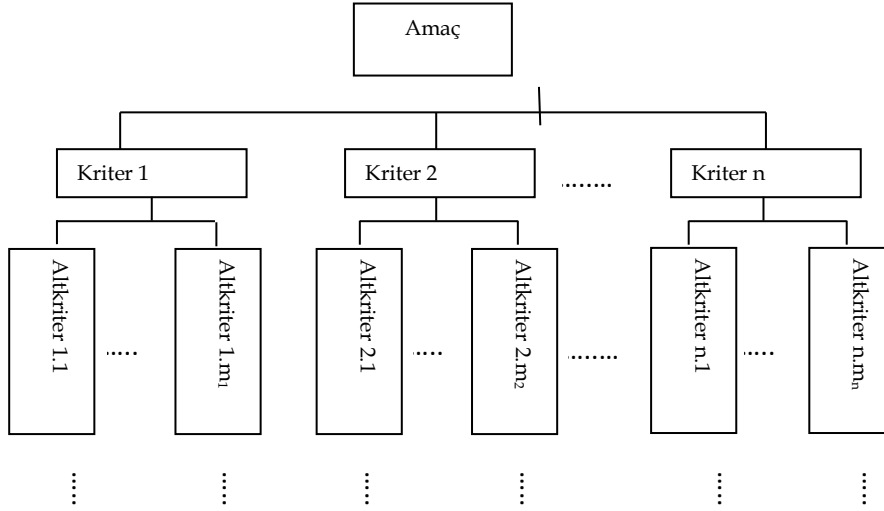 Amaç
Kriter 1
Kriter 2
........
Kriter n
Altkriter 1.1
.....
Altkriter 1.m₁
Altkriter 2.1
.....
Altkriter 2.m₂
........
Altkriter n.1
.....
Altkriter n.mₙ